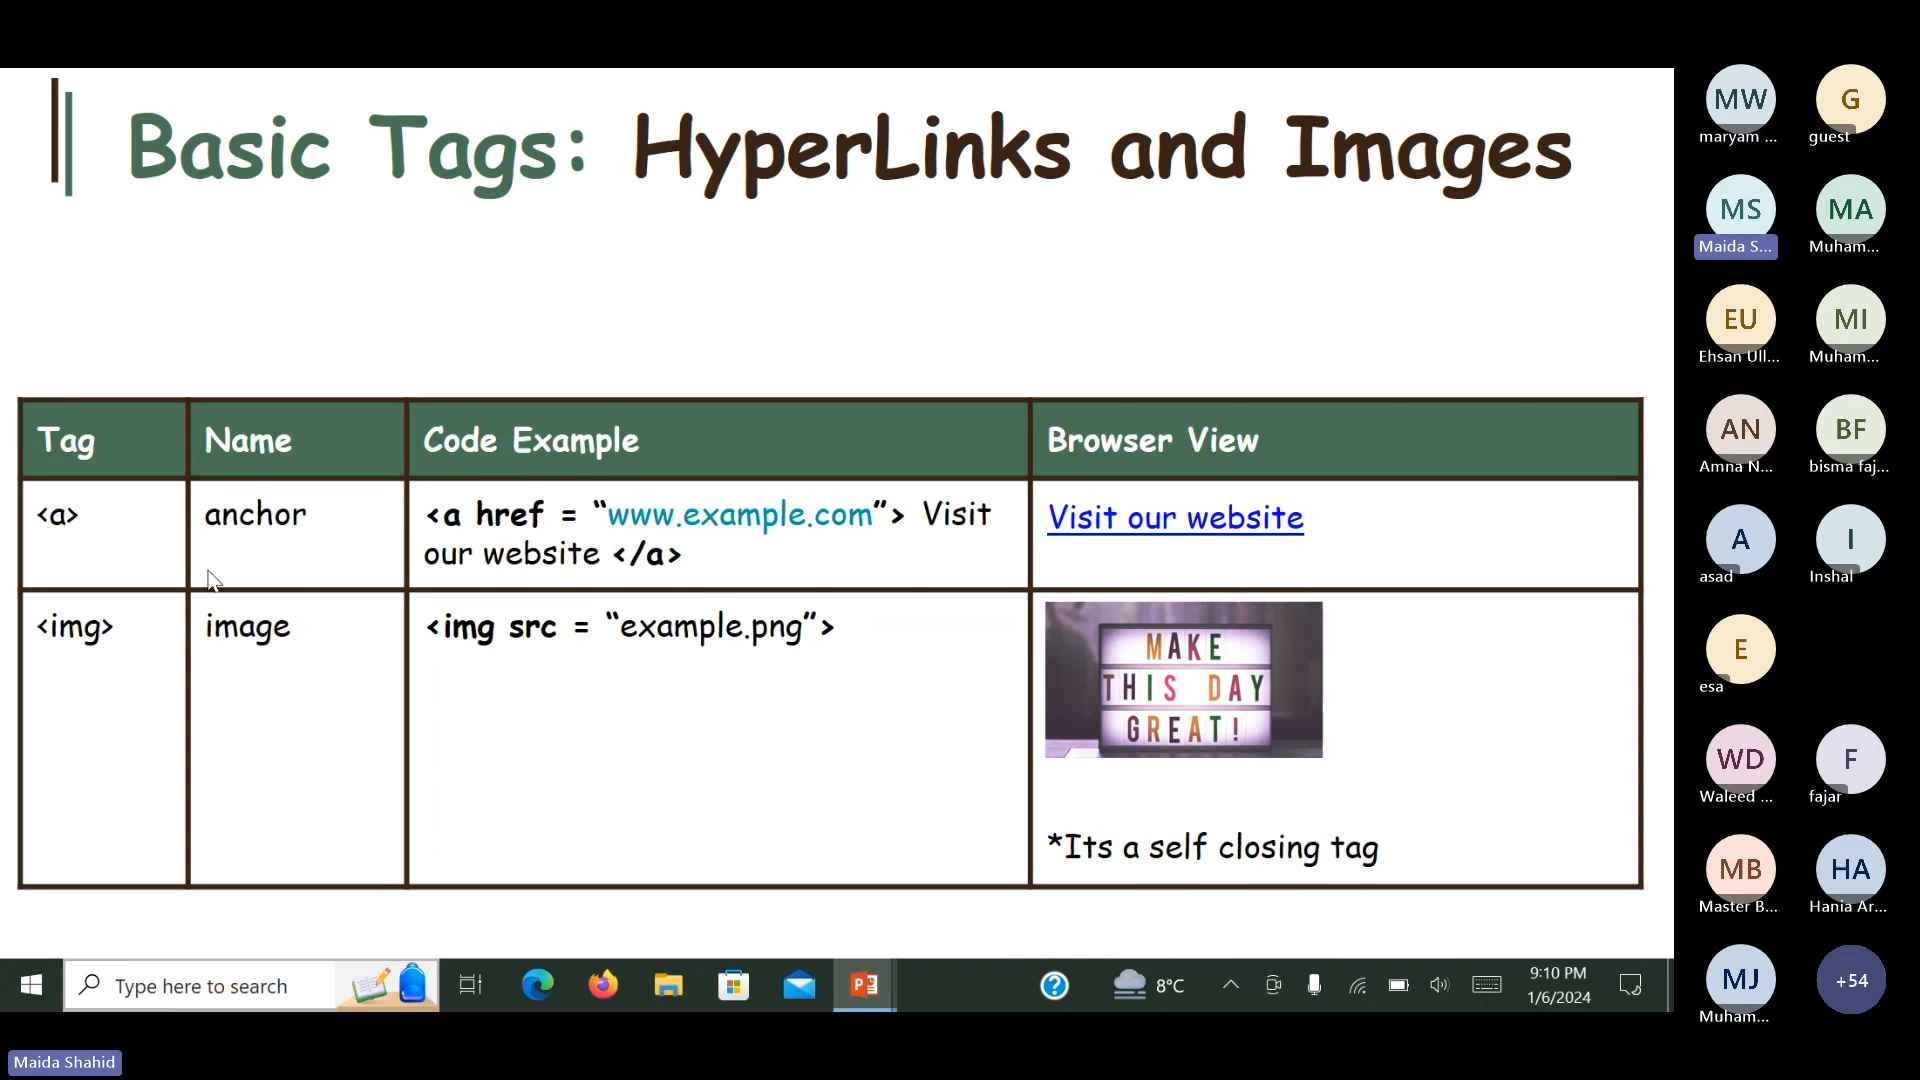 Basic Tags: HyperLinks and Images
Tag Name Code Example Browser View
<a> anchor <a href = “www.example.com”> Visit our website </a> Visit our website
<img> image <img src = “example.png”>
MAKE
THIS DAY
GREAT!
*Its a self closing tag
MW G
maryam ... guest
MS MA
Maida S... Muham...
EU MI
Ehsan Ull... Muham...
AN BF
Amna N... bisma faj...
A I
asad Inshal
E
esa
WD F
Waleed ... fajar
MB HA
Master B... Hania Ar...
MJ +54
Muham...
Type here to search
8°C
9:10 PM
1/6/2024
Maida Shahid